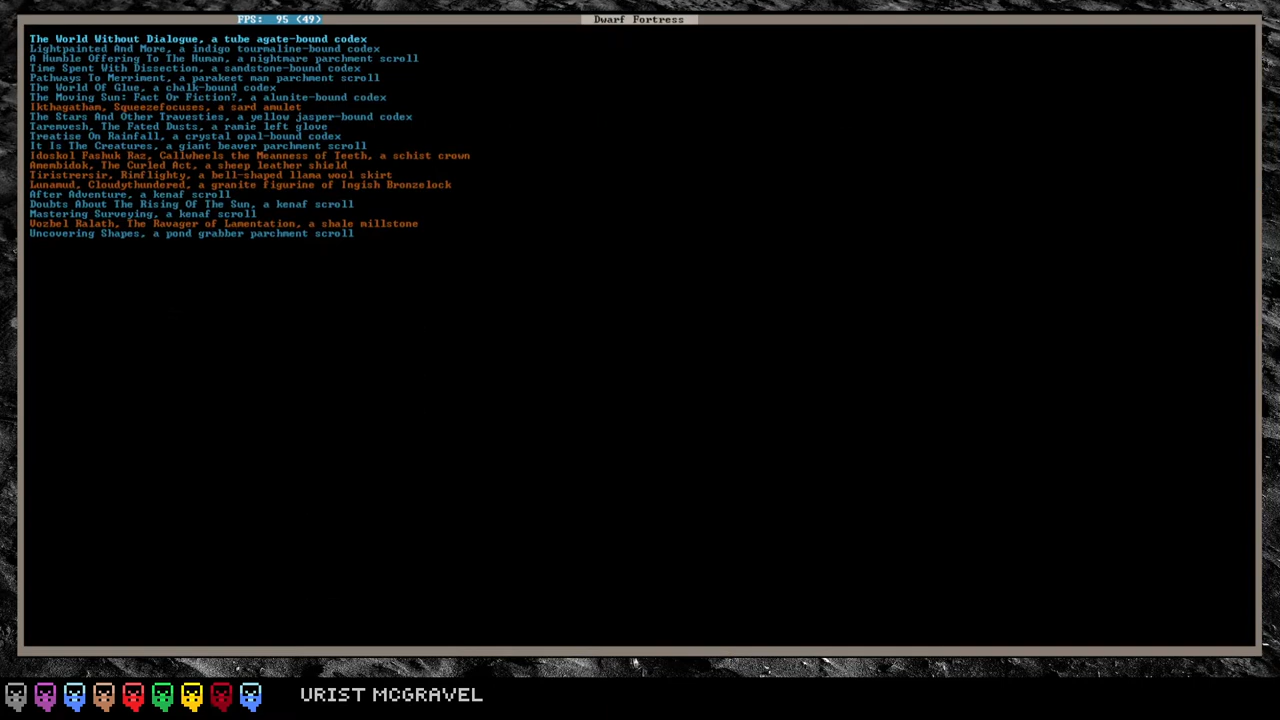 FPS: 95 (49)
Dwarf Fortress
The World Without Dialogue, a tube agate-bound codex
Lightpainted And More, a indigo tourmaline-bound codex
A Humble Offering To The Human, a nightmare parchment scroll
Time Spent With Dissection, a sandstone-bound codex
Pathways To Merriment, a parakeet man parchment scroll
The World Of Glue, a chalk-bound codex
The Moving Sun: Fact Or Fiction?, a alunite-bound codex
Ikthagatham, Squeezefocuses, a sard amulet
The Stars And Other Travesties, a yellow jasper-bound codex
Taremvesh, The Fated Dusts, a ramie left glove
Treatise On Rainfall, a crystal opal-bound codex
It Is The Creatures, a giant beaver parchment scroll
Idoskol Fashuk Raz, Callwheels the Meanness of Teeth, a schist crown
Amembidok, The Curled Act, a sheep leather shield
Tiristrersir, Rimflighty, a bell-shaped llama wool skirt
Lunamud, Cloudythundered, a granite figurine of Ingish Bronzelock
After Adventure, a kenaf scroll
Doubts About The Rising Of The Sun, a kenaf scroll
Mastering Surveying, a kenaf scroll
Vozbel Ralath, The Ravager of Lamentation, a shale millstone
Uncovering Shapes, a pond grabber parchment scroll
URIST MCGRAVEL